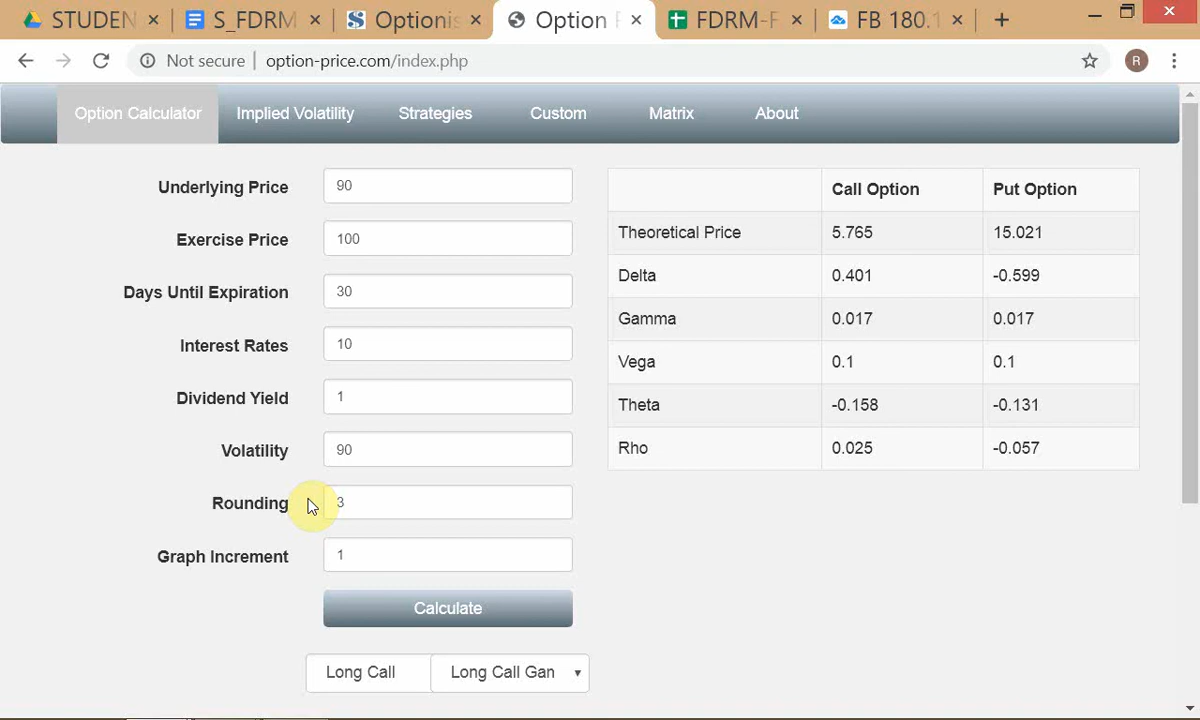 STUDEN
S_FDRM
Optionis
Option
FDRM-F
FB 180.1
Not secure | option-price.com/index.php
R
Option Calculator Implied Volatility Strategies Custom Matrix About
Underlying Price 90
Exercise Price 100
Days Until Expiration 30
Interest Rates 10
Dividend Yield 1
Volatility 90
Rounding 3
Graph Increment 1
Calculate
Long Call Long Call Gan
Call Option Put Option
Theoretical Price 5.765 15.021
Delta 0.401 -0.599
Gamma 0.017 0.017
Vega 0.1 0.1
Theta -0.158 -0.131
Rho 0.025 -0.057